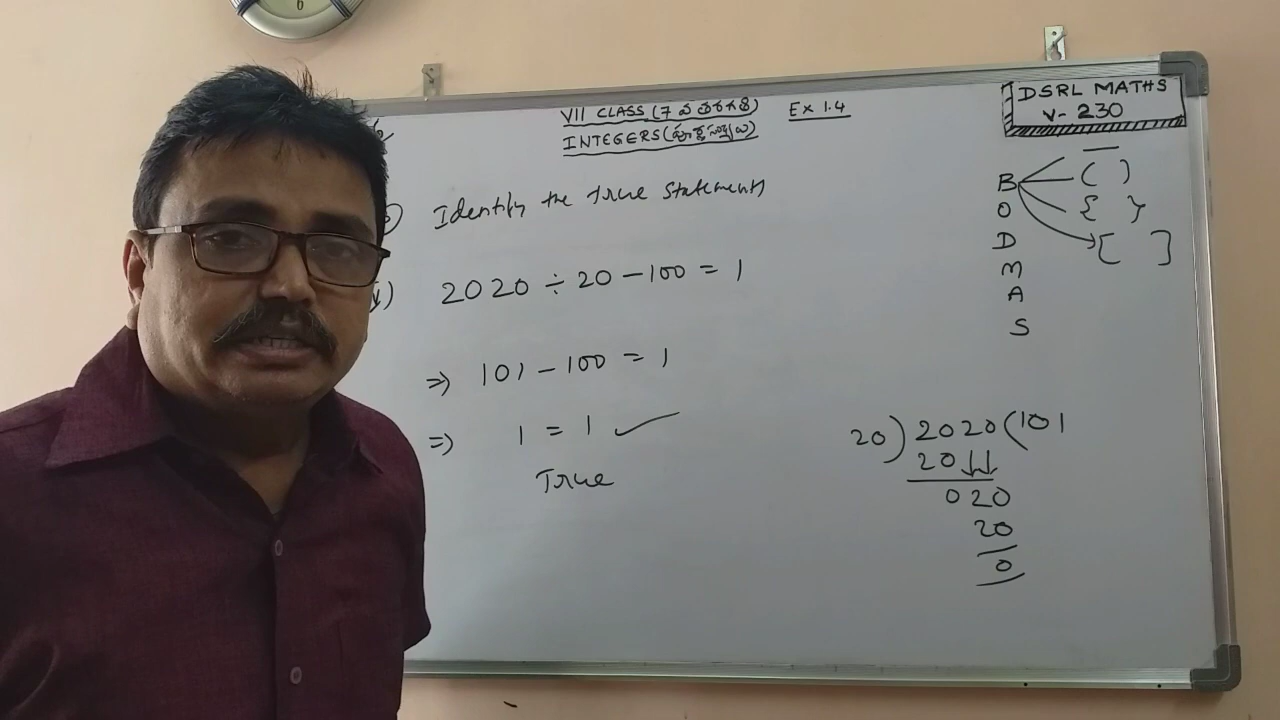 6
VII CLASS (7 వ తరగతి) Ex 1.4
INTEGERS (పూర్ణసంఖ్యలు)
DSRL MATHS
V- 230
Identify the true statements
2020 ÷ 20 – 100 = 1
⇒ 101 – 100 = 1
⇒ 1 = 1 ✓
True
B ( )
O { }
D [ ]
M
A
S
20 ) 2020 ( 101
20↓↓
020
20
0